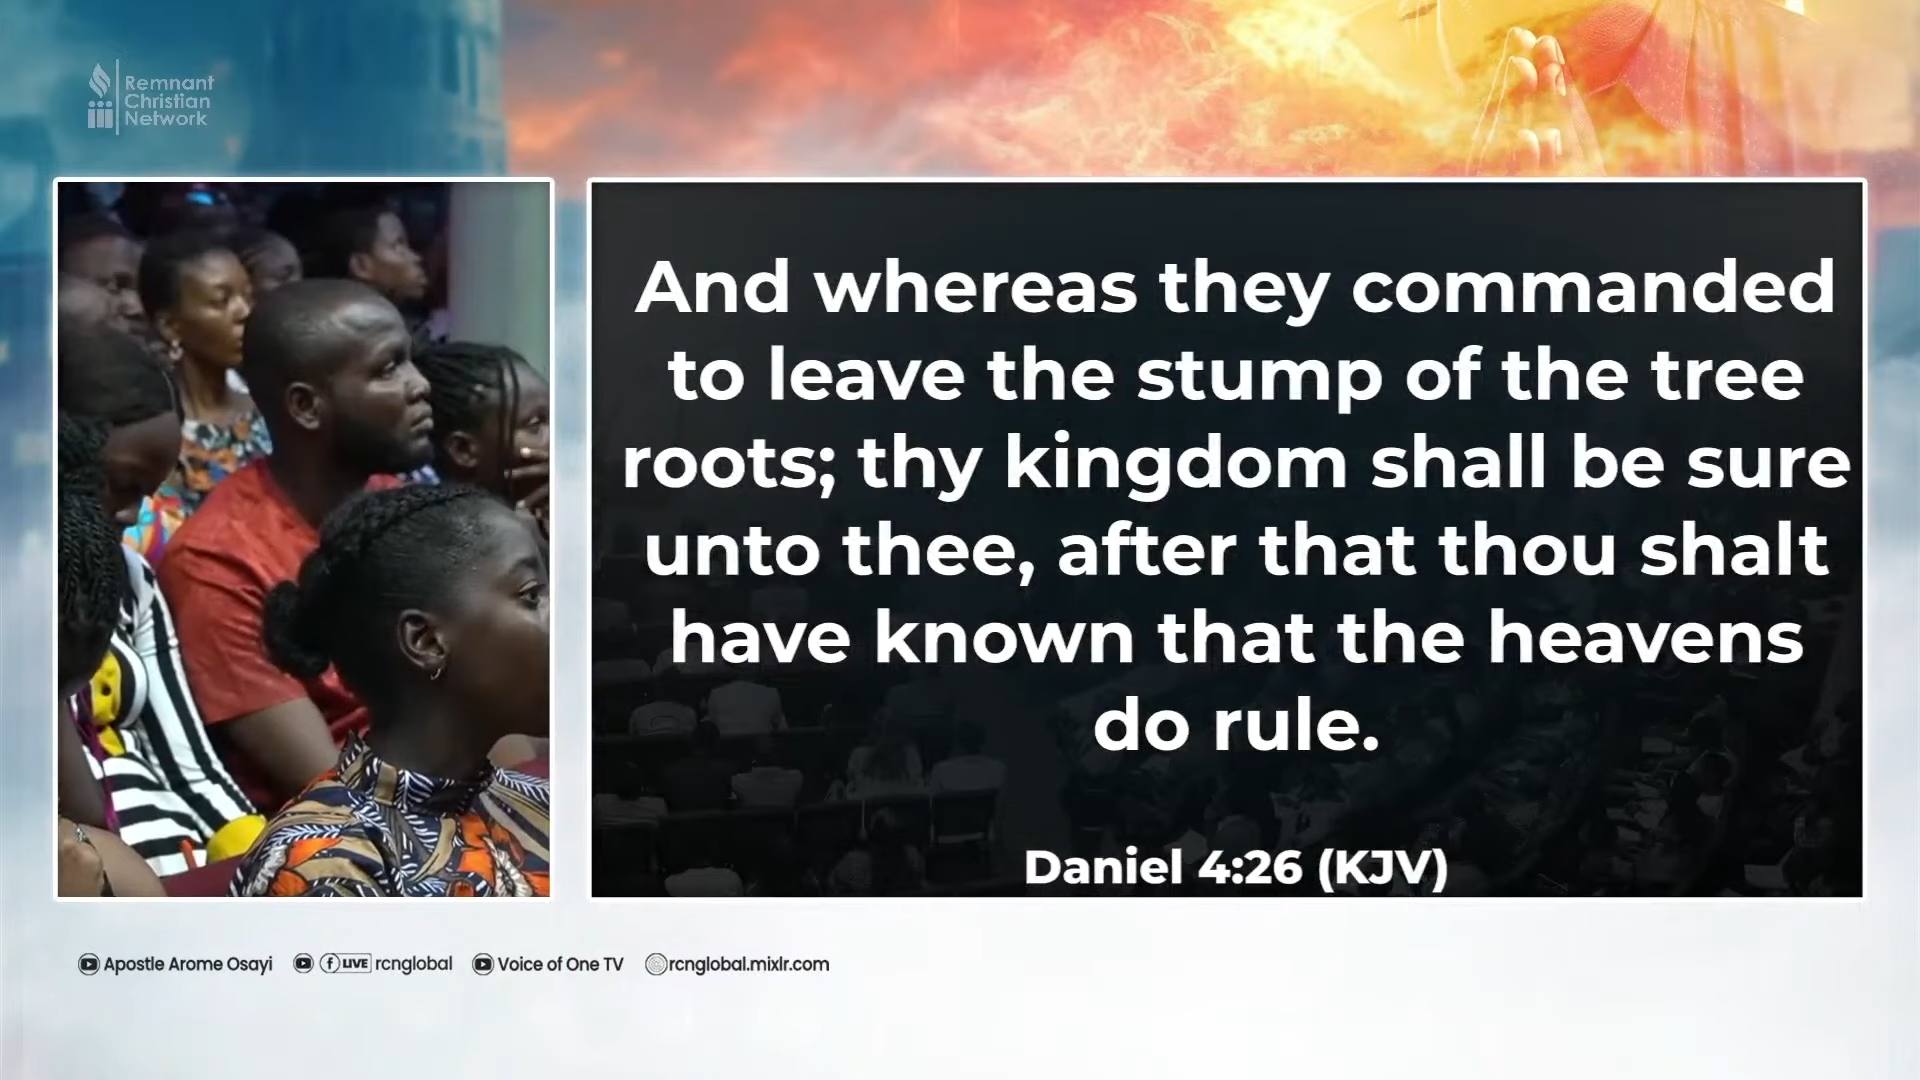 Remnant
Christian
Network
And whereas they commanded
to leave the stump of the tree
roots; thy kingdom shall be sure
unto thee, after that thou shalt
have known that the heavens
do rule.
Daniel 4:26 (KJV)
Apostle Arome Osayi f LIVE rcnglobal Voice of One TV rcnglobal.mixlr.com